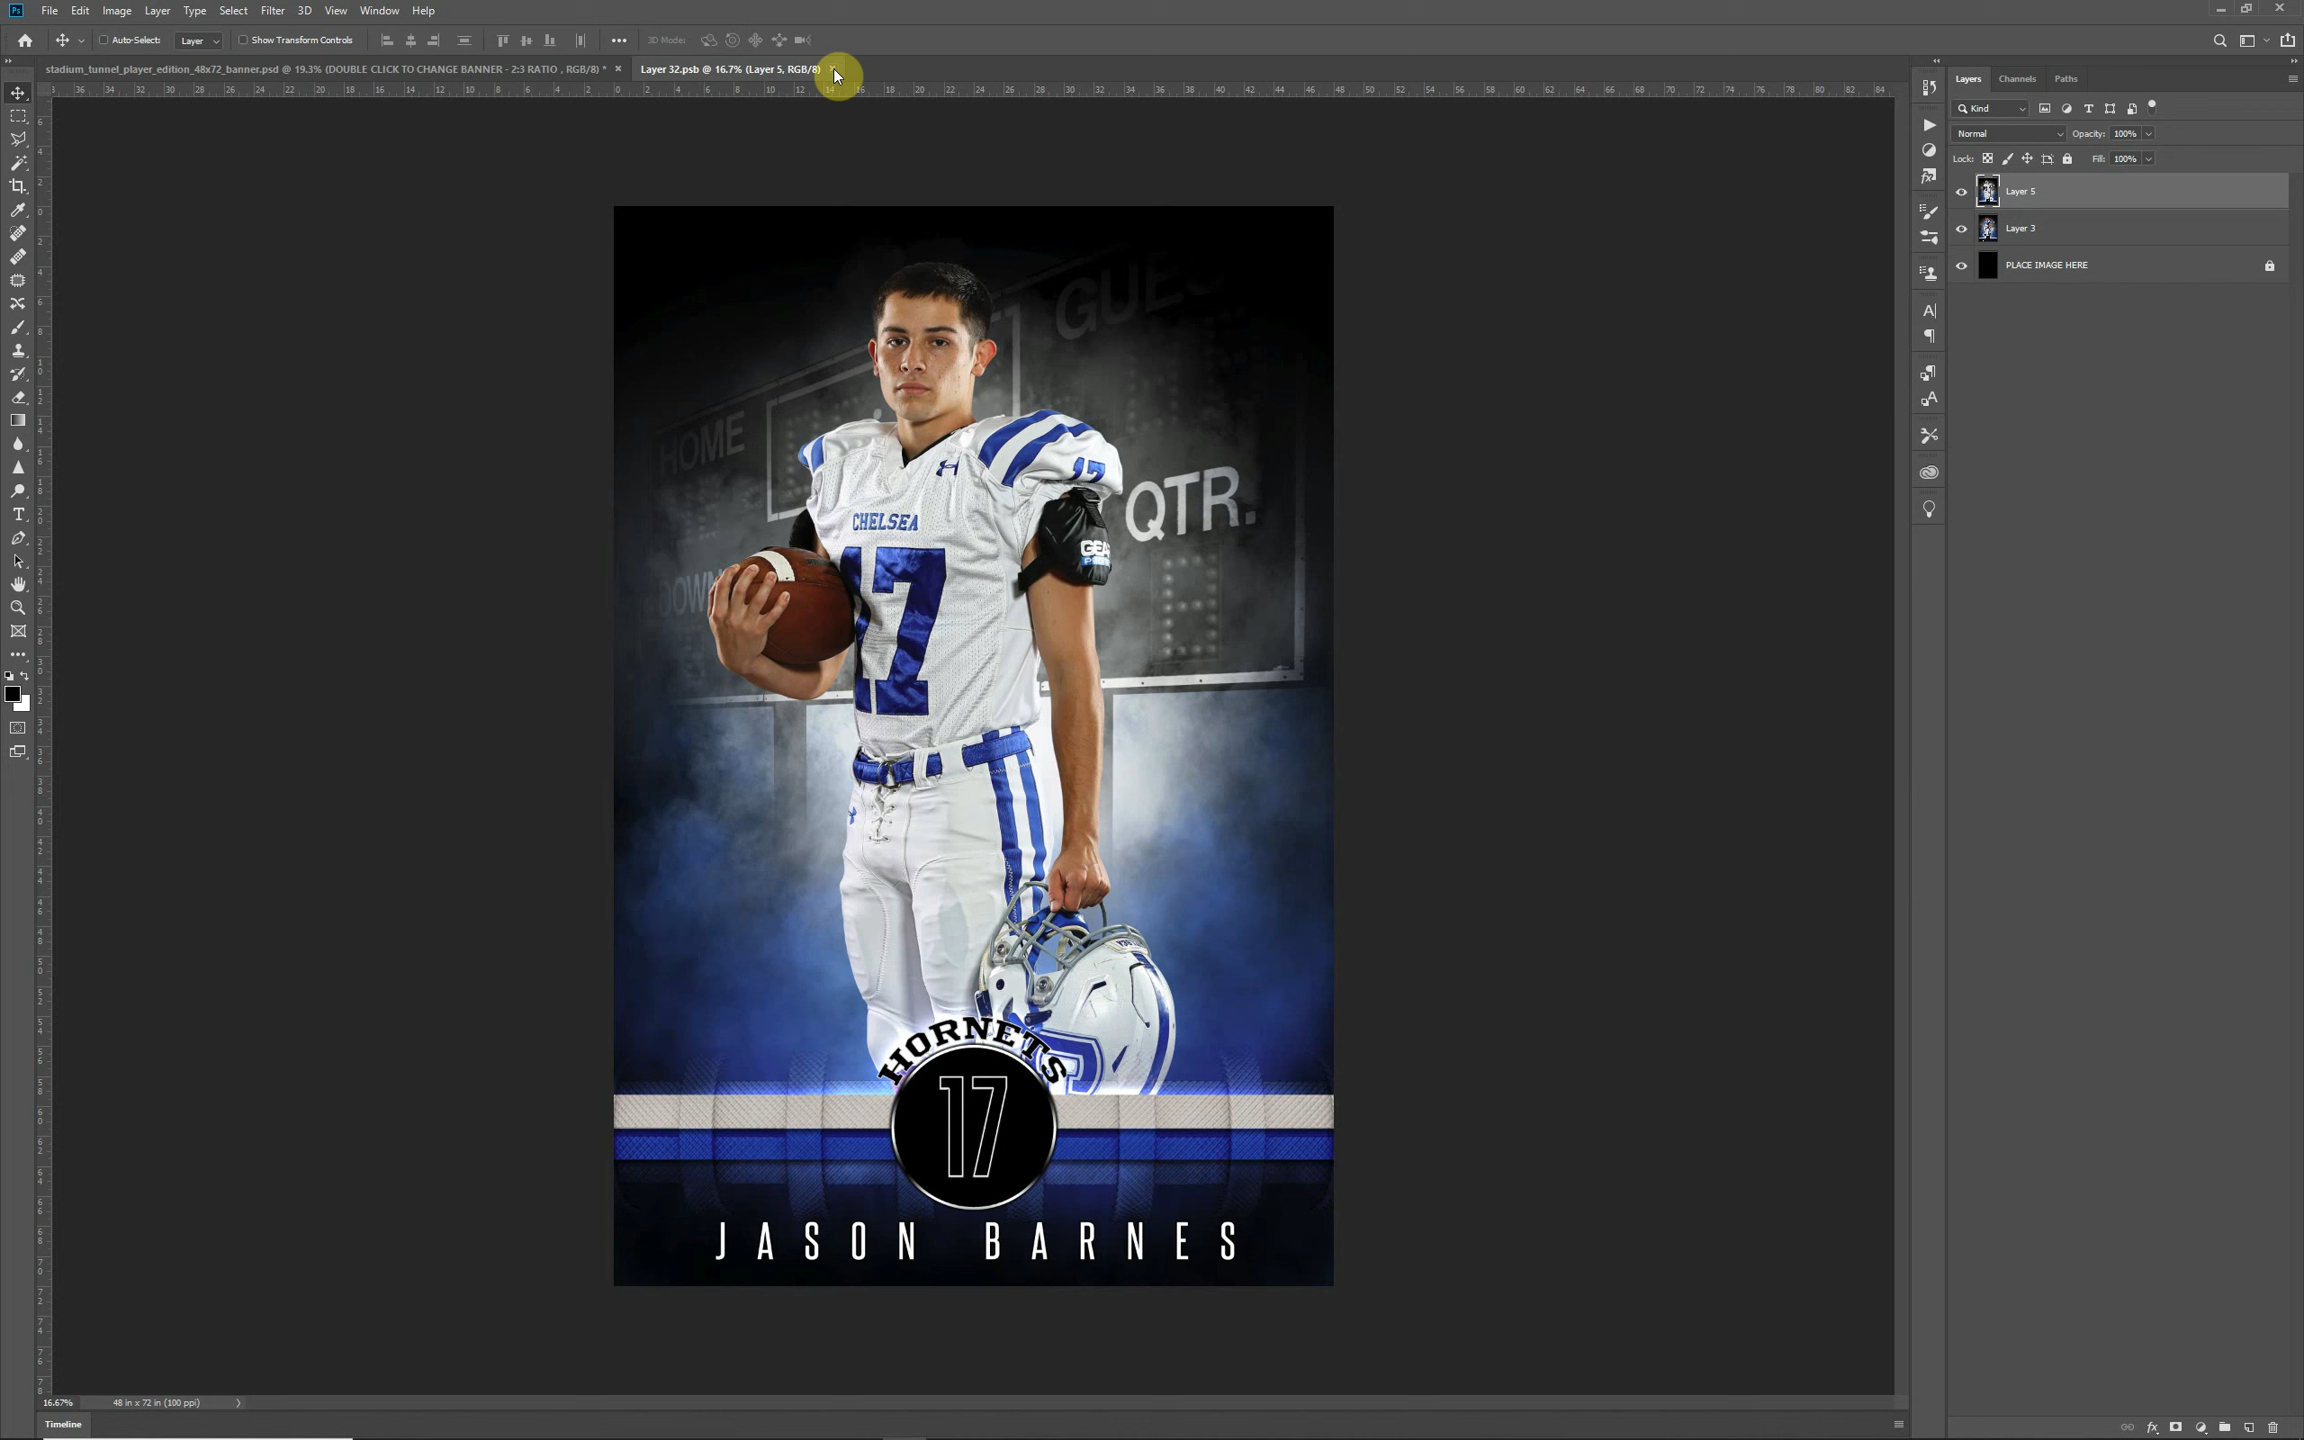 Ps File Edit Image Layer Type Select Filter 3D View Window Help
Auto-Select: Layer Show Transform Controls 3D Mode:
stadium_tunnel_player_edition_48x72_banner.psd @ 19.3% (DOUBLE CLICK TO CHANGE BANNER - 2:3 RATIO , RGB/8) *
Layer 32.psb @ 16.7% (Layer 5, RGB/8)
Layers Channels Paths
Kind
Normal Opacity: 100%
Lock: Fill: 100%
Layer 5
Layer 3
PLACE IMAGE HERE
HOME
QTR.
17
CHELSEA
17
HORNETS
17
JASON BARNES
16.67% 48 in x 72 in (100 ppi)
Timeline